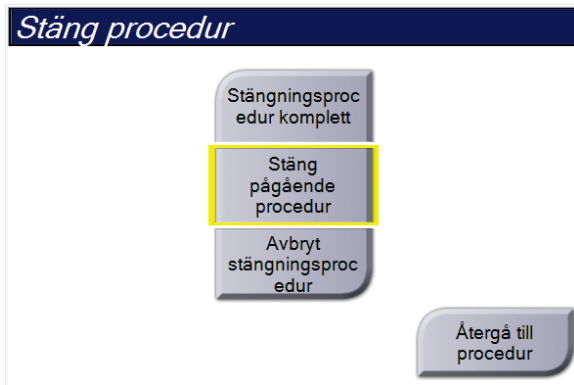 Stäng procedur
Stängningsproc
edur komplett
Stäng
pågående
procedur
Avbryt
stängningsproc
edur
Återgå till
procedur